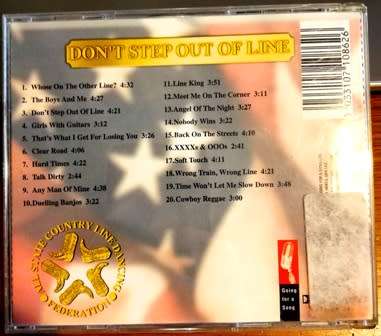 DON'T STEP OUT OF LINE
1. Whose On The Other Line? 4:32
2. The Boys And Me 4:27
3. Don't Step Out Of Line 4:21
4. Girls With Guitars 3:12
5. That's What I Get For Losing You 3:26
6. Clear Road 4:06
7. Hard Times 4:22
8. Talk Dirty 2:44
9. Any Man Of Mine 4:38
10. Duelling Banjos 3:22
11. Line King 3:51
12. Meet Me On The Corner 3:11
13. Angel Of The Night 3:27
14. Nobody Wins 3:22
15. Back On The Streets 4:10
16. XXXXs & OOOs
17. Soft Touch 4:11
18. Wrong Train, Wrong Line 4:21
19. Time Won't Let Me Slow Down 3:48
20. Cowboy Reggae 3:00
STATE COUNTRY LINE DANCING
FEDERATION
Going
for a
Song